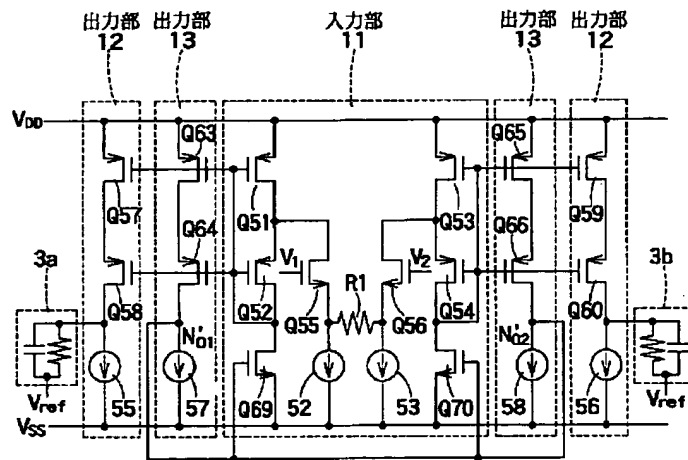 出力部 出力部 入力部 出力部 出力部
12 13 11 13 12
VDD
Q63 Q65
Q57 Q51 Q53 Q59
Q64 Q66
3a V1 V2 3b
Q58 Q52 Q55 R1 Q56 Q54 Q60
N'O1 N'O2
Vref 55 57 Q69 52 53 Q70 58 56 Vref
VSS